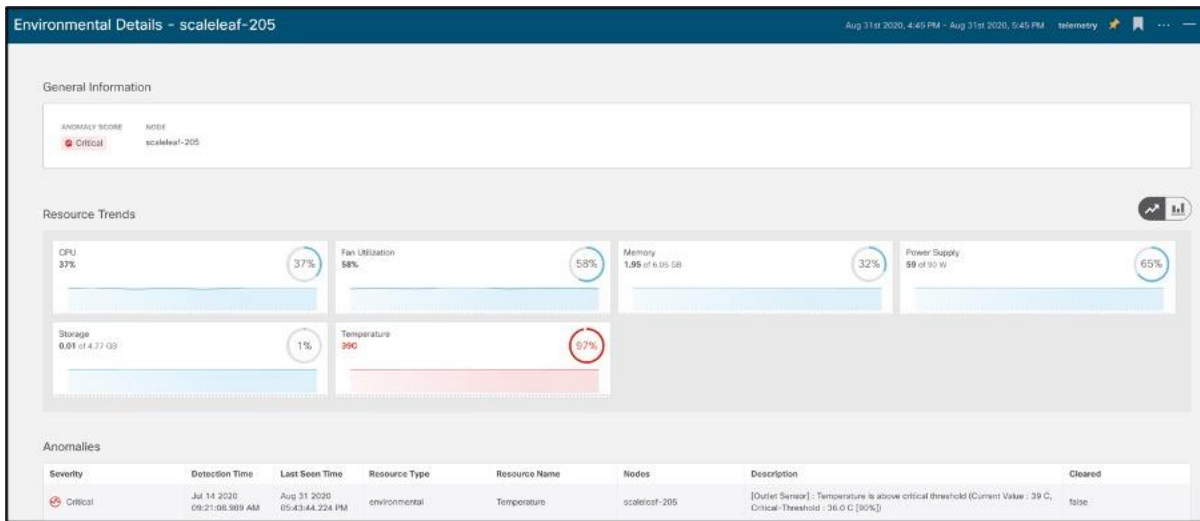 Environmental Details - scaleleaf-205
Aug 31st 2020, 4:45 PM - Aug 31st 2020, 5:45 PM telemetry
General Information
ANOMALY SCORE NODE
Critical scaleleaf-205
Resource Trends
CPU
37%
37%
Fan Utilization
58%
58%
Memory
1.95 of 6.05 GB
32%
Power Supply
59 of 90 W
65%
Storage
0.01 of 4.77 GB
1%
Temperature
39C
97%
Anomalies
Severity Detection Time Last Seen Time Resource Type Resource Name Nodes Description Cleared
Critical
Jul 14 2020
09:21:08.989 AM
Aug 31 2020
05:43:44.224 PM
environmental
Temperature
scaleleaf-205
[Outlet Sensor] : Temperature is above critical threshold (Current Value : 39 C,
Critical-Threshold : 36.0 C [90%])
false